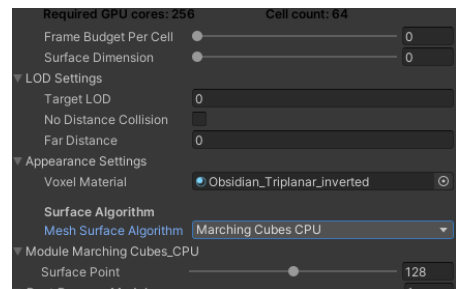 Required GPU cores: 256 Cell count: 64
Frame Budget Per Cell 0
Surface Dimension 0
LOD Settings
Target LOD 0
No Distance Collision
Far Distance 0
Appearance Settings
Voxel Material Obsidian_Triplanar_inverted
Surface Algorithm
Mesh Surface Algorithm Marching Cubes CPU
Module Marching Cubes_CPU
Surface Point 128